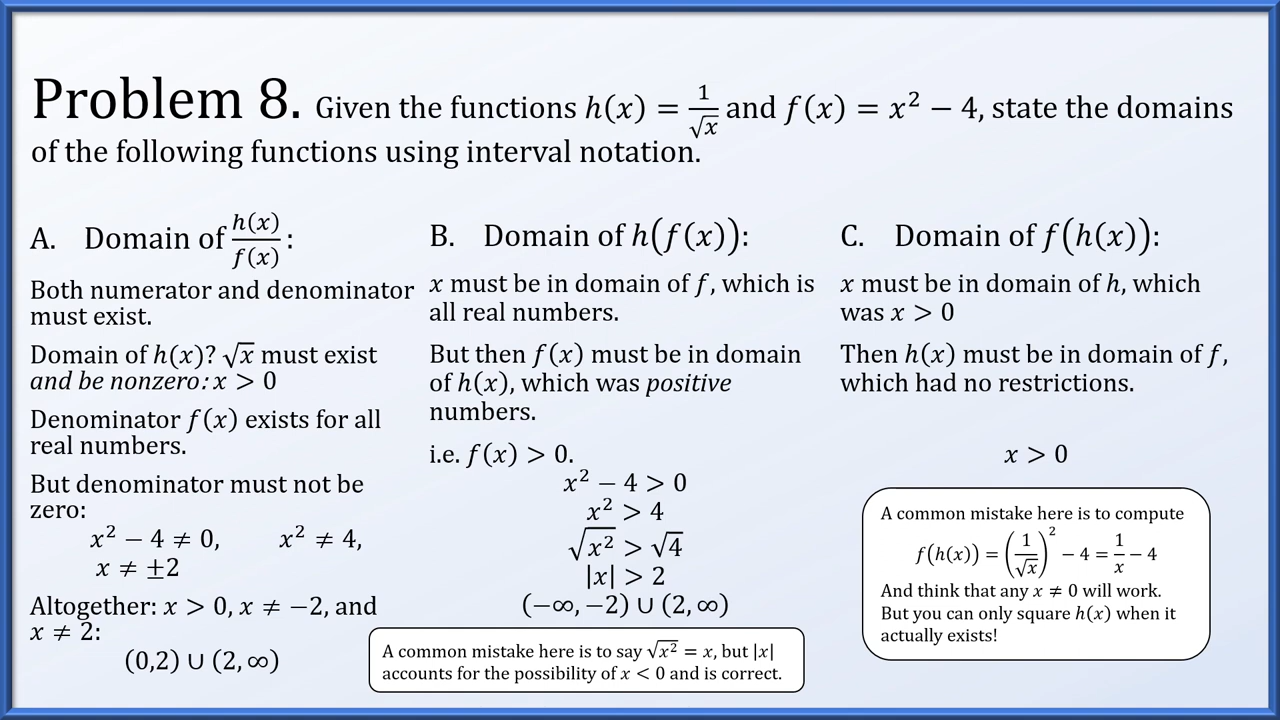 Problem 8. Given the functions h(x) = 1/√x and f(x) = x² − 4, state the domains
of the following functions using interval notation.
A. Domain of h(x)/f(x):
Both numerator and denominator
must exist.
Domain of h(x)? √x must exist
and be nonzero: x > 0
Denominator f(x) exists for all
real numbers.
But denominator must not be
zero:
x² − 4 ≠ 0, x² ≠ 4,
x ≠ ±2
Altogether: x > 0, x ≠ −2, and
x ≠ 2:
(0,2) ∪ (2,∞)
B. Domain of h(f(x)):
x must be in domain of f, which is
all real numbers.
But then f(x) must be in domain
of h(x), which was positive
numbers.
i.e. f(x) > 0.
x² − 4 > 0
x² > 4
√x² > √4
|x| > 2
(−∞, −2) ∪ (2, ∞)
A common mistake here is to say √x² = x, but |x|
accounts for the possibility of x < 0 and is correct.
C. Domain of f(h(x)):
x must be in domain of h, which
was x > 0
Then h(x) must be in domain of f,
which had no restrictions.
x > 0
A common mistake here is to compute
f(h(x)) = (1/√x)² − 4 = 1/x − 4
And think that any x ≠ 0 will work.
But you can only square h(x) when it
actually exists!